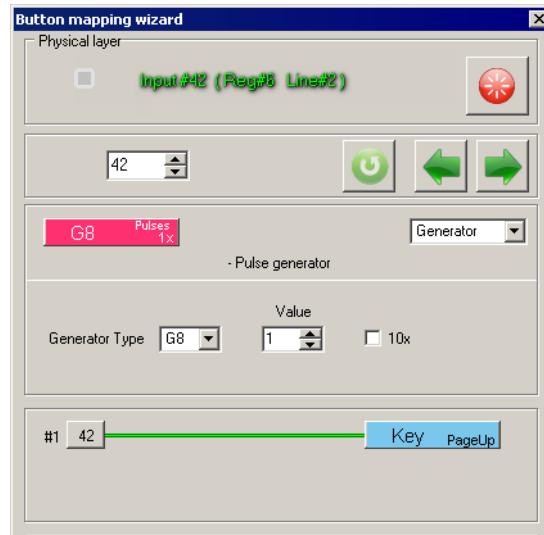 Button mapping wizard
Physical layer
Input#42 (Reg#6 Line#2)
42
G8 Pulses 1x
Generator
- Pulse generator
Value
Generator Type G8 1 10x
#1 42 Key PageUp